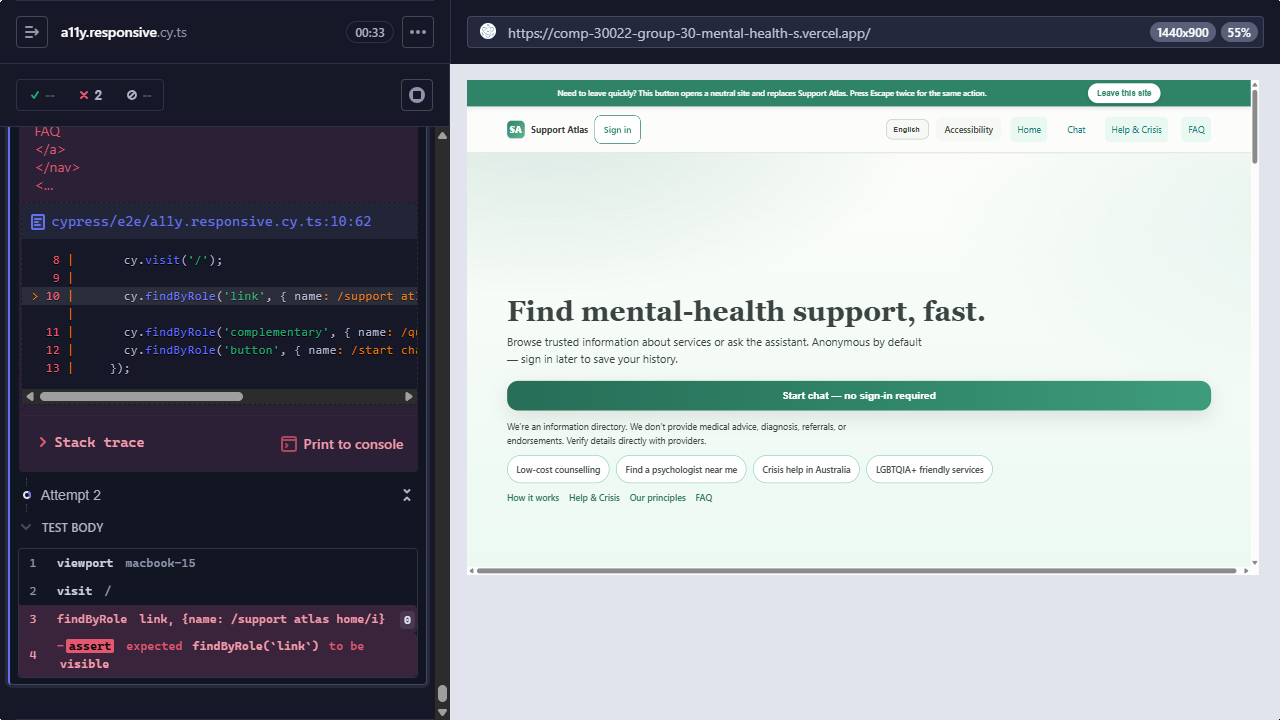 a11y.responsive.cy.ts
00:33
--
2
--
FAQ
</a>
</nav>
<...
cypress/e2e/a11y.responsive.cy.ts:10:62
8 | cy.visit('/');
9 |
> 10 | cy.findByRole('link', { name: /support atl
|
11 | cy.findByRole('complementary', { name: /qu
12 | cy.findByRole('button', { name: /start cha
13 | });
Stack trace
Print to console
Attempt 2
TEST BODY
1 viewport macbook-15
2 visit /
3 findByRole link, {name: /support atlas home/i} 0
4 -assert expected findByRole(`link`) to be
visible
https://comp-30022-group-30-mental-health-s.vercel.app/
1440x900
55%
Need to leave quickly? This button opens a neutral site and replaces Support Atlas. Press Escape twice for the same action.
Leave this site
SA Support Atlas
Sign in
English
Accessibility
Home
Chat
Help & Crisis
FAQ
Find mental-health support, fast.
Browse trusted information about services or ask the assistant. Anonymous by default
— sign in later to save your history.
Start chat — no sign-in required
We're an information directory. We don't provide medical advice, diagnosis, referrals, or
endorsements. Verify details directly with providers.
Low-cost counselling
Find a psychologist near me
Crisis help in Australia
LGBTQIA+ friendly services
How it works
Help & Crisis
Our principles
FAQ